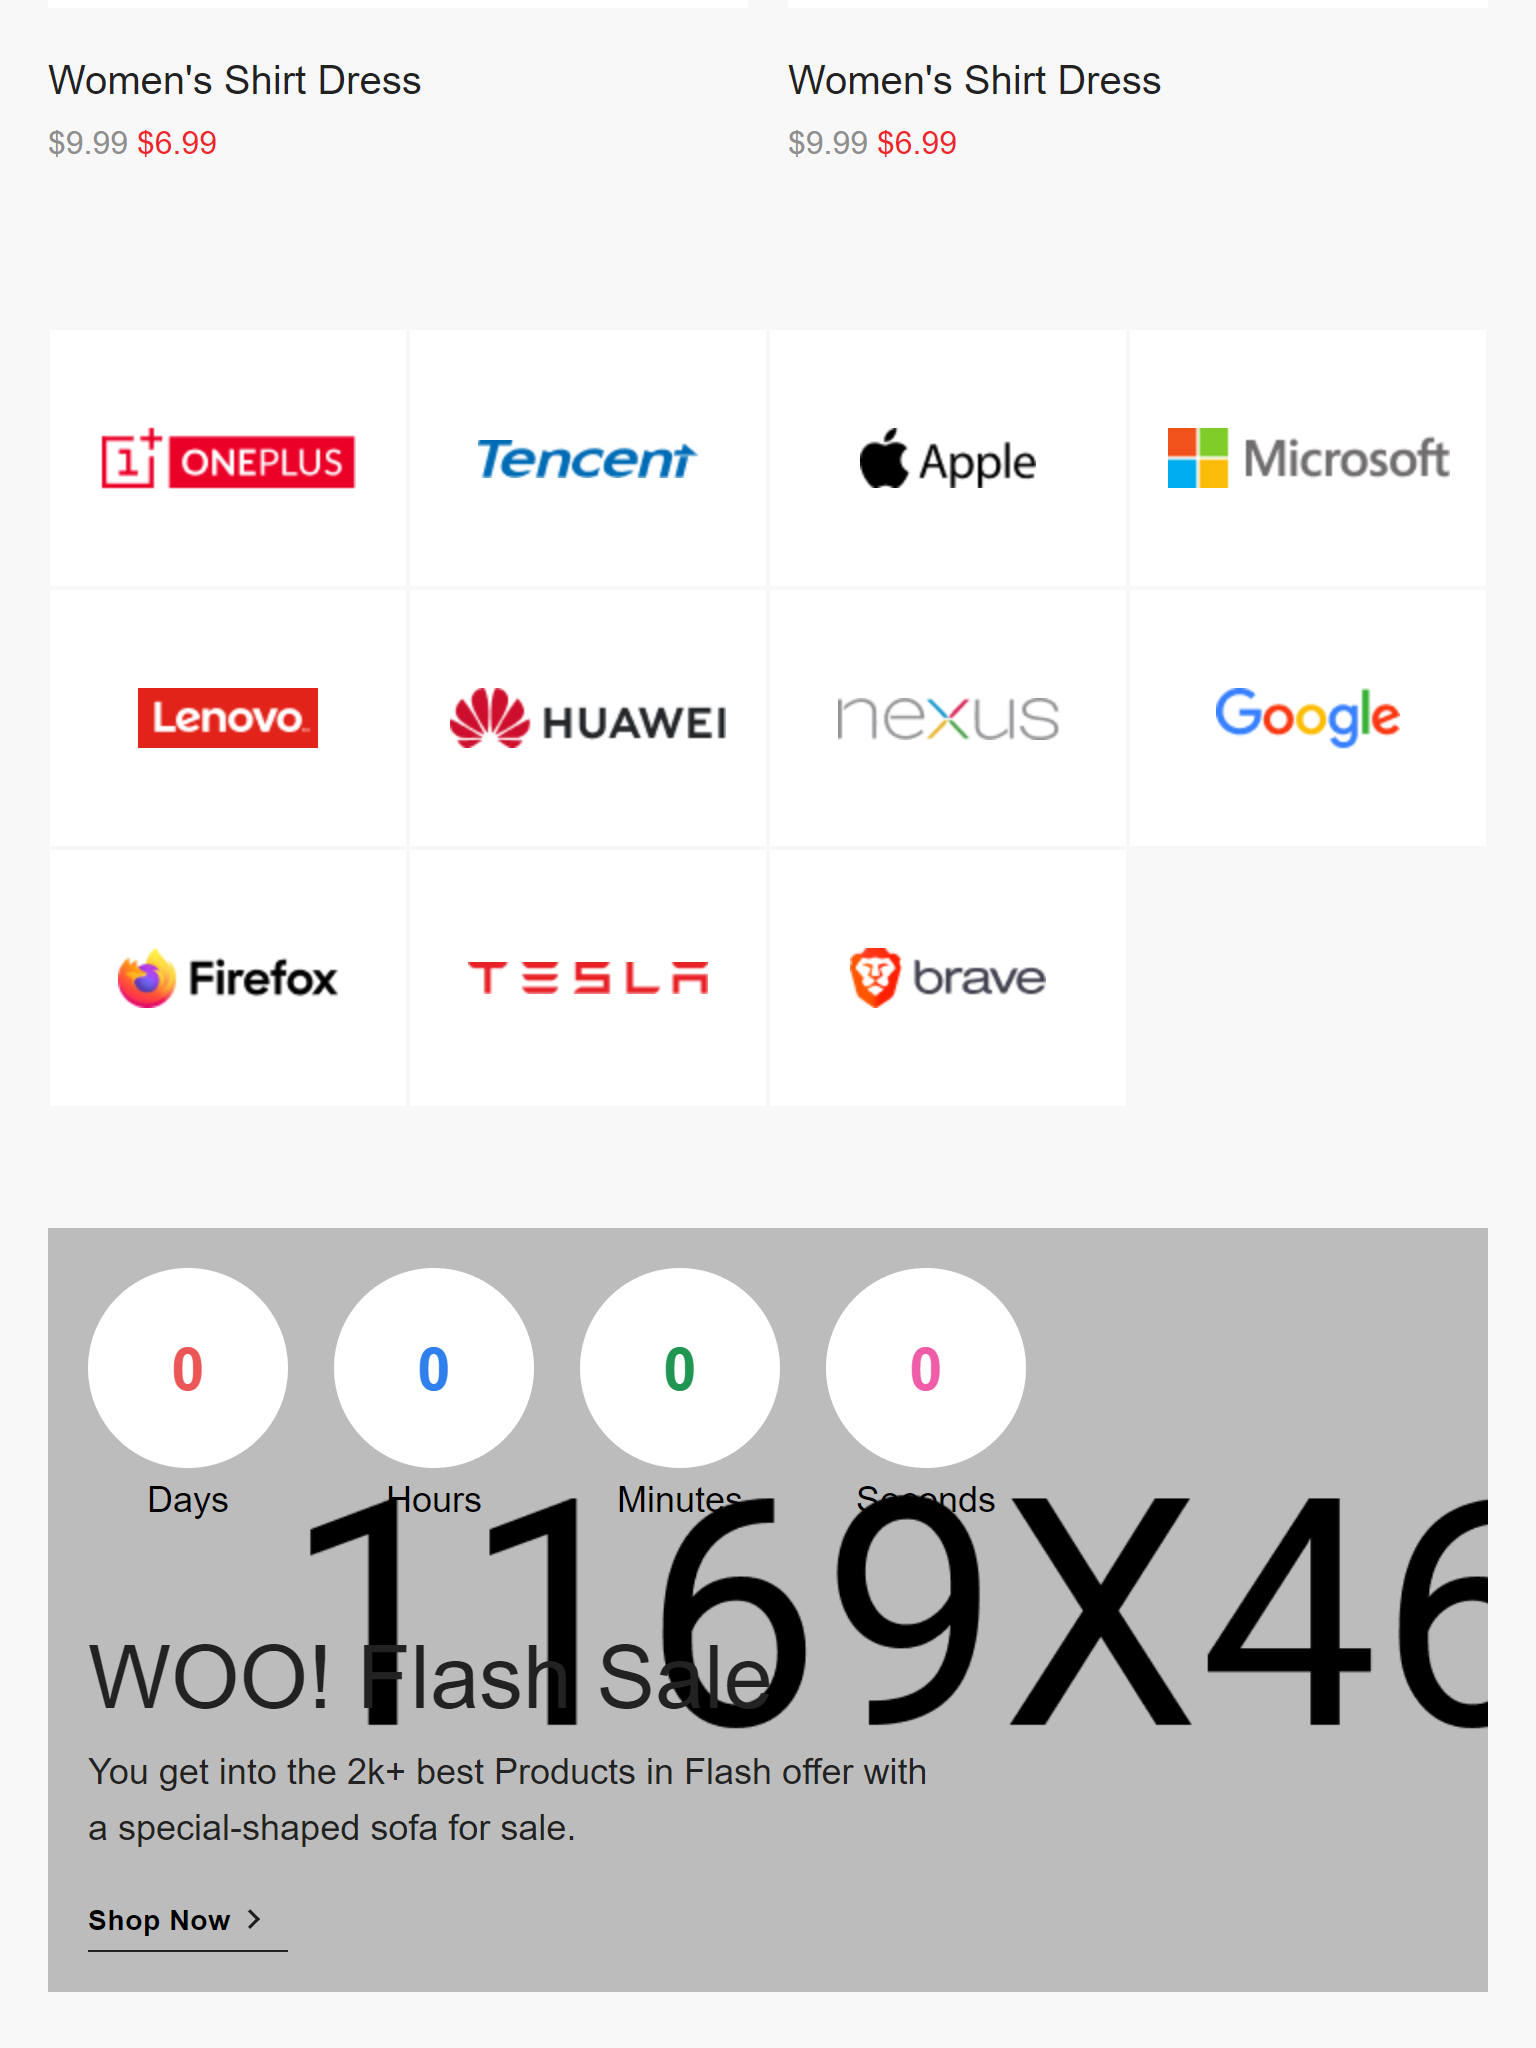 Women's Shirt Dress
$9.99 $6.99
Women's Shirt Dress
$9.99 $6.99
1+ ONEPLUS
Tencent
Apple
Microsoft
Lenovo
HUAWEI
nexus
Google
Firefox
TESLA
brave
0
0
0
0
Days
Hours
Minutes
Seconds
1169X46
WOO! Flash Sale
You get into the 2k+ best Products in Flash offer with
a special-shaped sofa for sale.
Shop Now